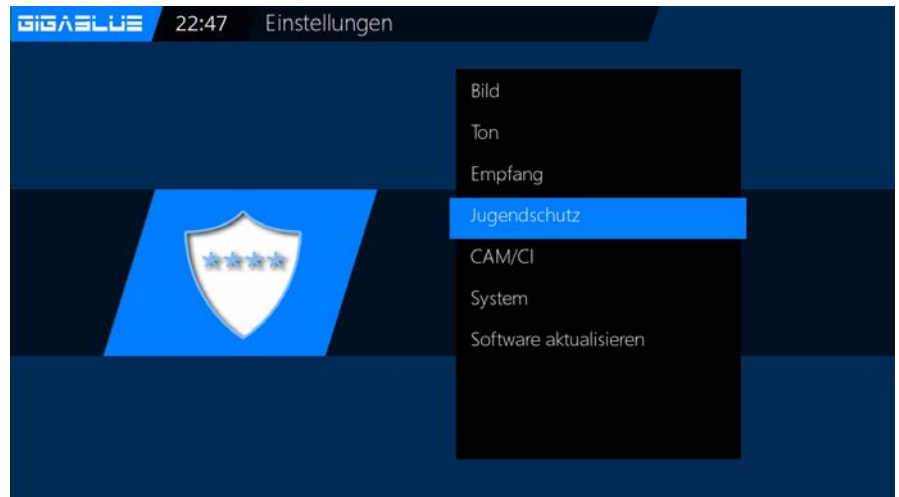 GIGABLUE 22:47 Einstellungen
Bild
Ton
Empfang
Jugendschutz
CAM/CI
System
Software aktualisieren